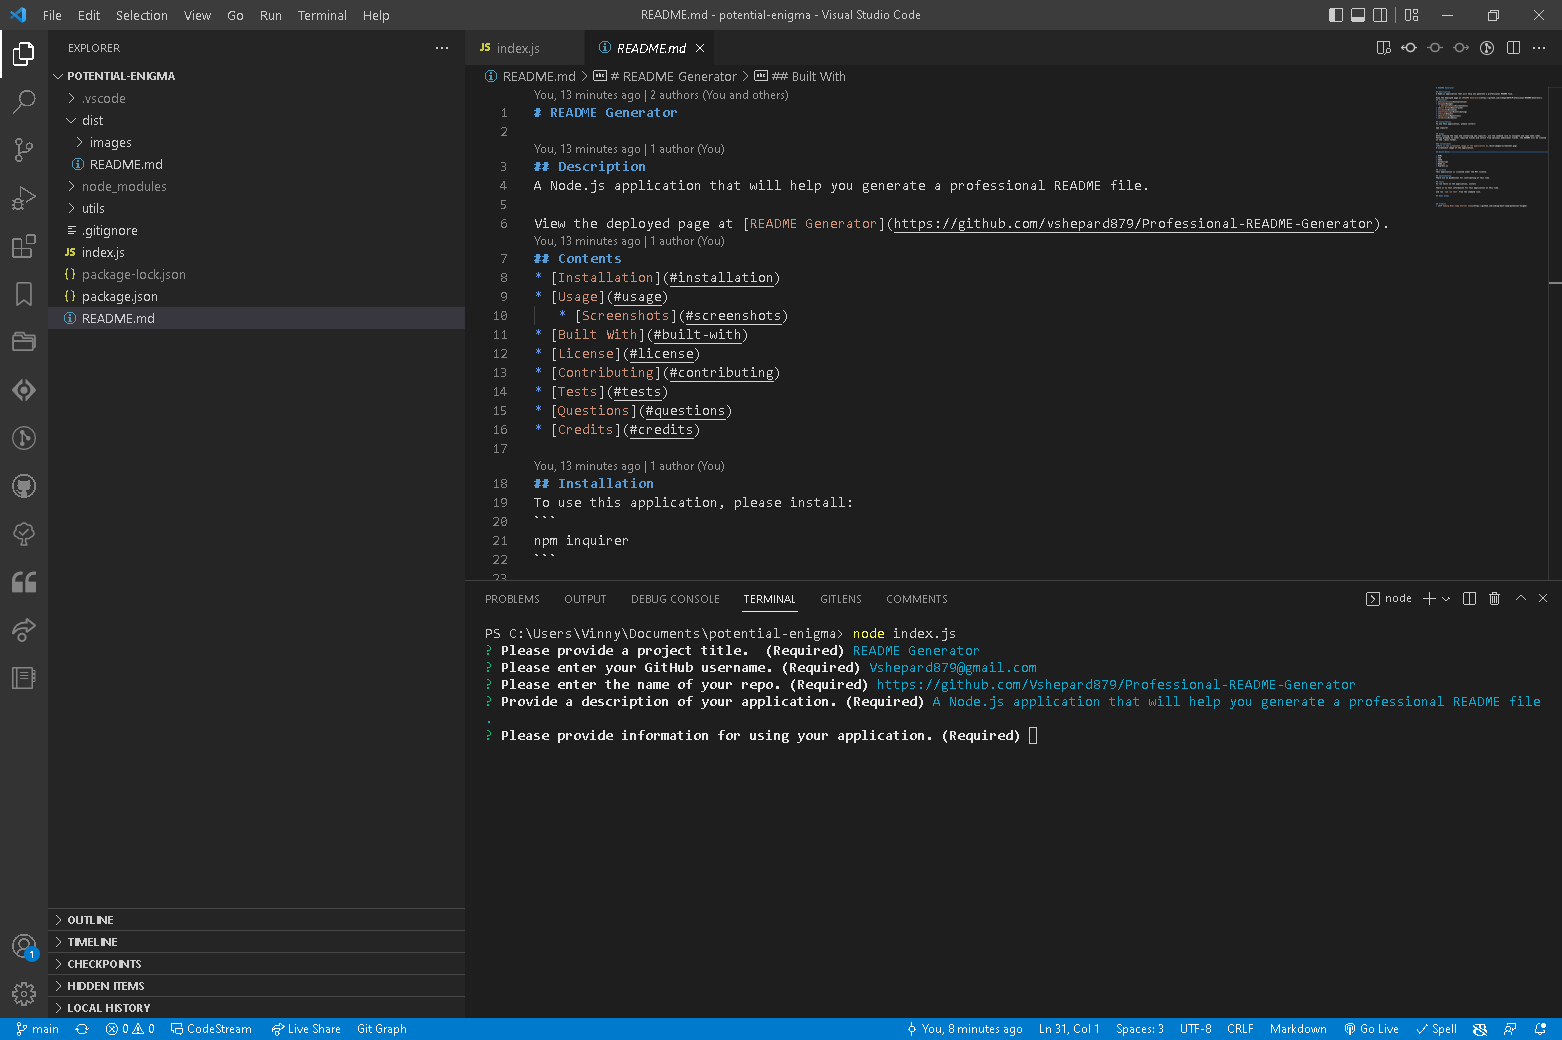 File Edit Selection View Go Run Terminal Help
README.md - potential-enigma - Visual Studio Code
EXPLORER
POTENTIAL-ENIGMA
.vscode
dist
images
README.md
node_modules
utils
.gitignore
JS index.js
{} package-lock.json
{} package.json
README.md
OUTLINE
TIMELINE
CHECKPOINTS
HIDDEN ITEMS
LOCAL HISTORY
1
JS index.js
README.md
README.md > # README Generator > ## Built With
You, 13 minutes ago | 2 authors (You and others)
1 # README Generator
2
You, 13 minutes ago | 1 author (You)
3 ## Description
4 A Node.js application that will help you generate a professional README file.
5
6 View the deployed page at [README Generator](https://github.com/vshepard879/Professional-README-Generator).
You, 13 minutes ago | 1 author (You)
7 ## Contents
8 * [Installation](#installation)
9 * [Usage](#usage)
10 * [Screenshots](#screenshots)
11 * [Built With](#built-with)
12 * [License](#license)
13 * [Contributing](#contributing)
14 * [Tests](#tests)
15 * [Questions](#questions)
16 * [Credits](#credits)
17
You, 13 minutes ago | 1 author (You)
18 ## Installation
19 To use this application, please install:
20 ```
21 npm inquirer
22 ```
23
PROBLEMS OUTPUT DEBUG CONSOLE TERMINAL GITLENS COMMENTS
node
PS C:\Users\Vinny\Documents\potential-enigma> node index.js
? Please provide a project title.  (Required) README Generator
? Please enter your GitHub username. (Required) Vshepard879@gmail.com
? Please enter the name of your repo. (Required) https://github.com/Vshepard879/Professional-README-Generator
? Provide a description of your application. (Required) A Node.js application that will help you generate a professional README file
.
? Please provide information for using your application. (Required)
main 0 0 CodeStream Live Share Git Graph You, 8 minutes ago Ln 31, Col 1 Spaces: 3 UTF-8 CRLF Markdown Go Live Spell